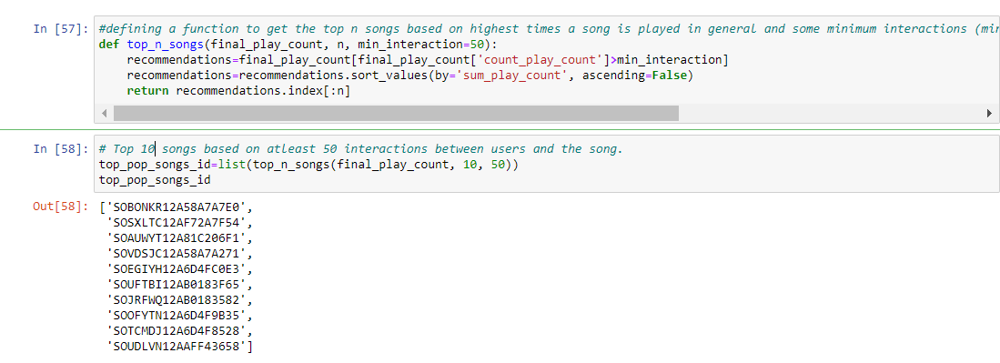 In [57]: #defining a function to get the top n songs based on highest times a song is played in general and some minimum interactions
def top_n_songs(final_play_count, n, min_interaction=50):
recommendations=final_play_count[final_play_count['count_play_count']>min_interaction]
recommendations=recommendations.sort_values(by='sum_play_count', ascending=False)
return recommendations.index[:n]
In [58]: # Top 10 songs based on atleast 50 interactions between users and the song.
top_pop_songs_id=list(top_n_songs(final_play_count, 10, 50))
top_pop_songs_id
Out[58]: ['SOBONKR12A58A7A7E0',
'SOSXLTC12AF72A7F54',
'SOAUWYT12A81C206F1',
'SOVDSJC12A58A7A271',
'SOEGIYH12A6D4FC0E3',
'SOUFTBI12AB0183F65',
'SOJRFWQ12AB0183582',
'SOOFYTN12A6D4F9B35',
'SOTCMDJ12A6D4F8528',
'SOUDLVN12AAFF43658']